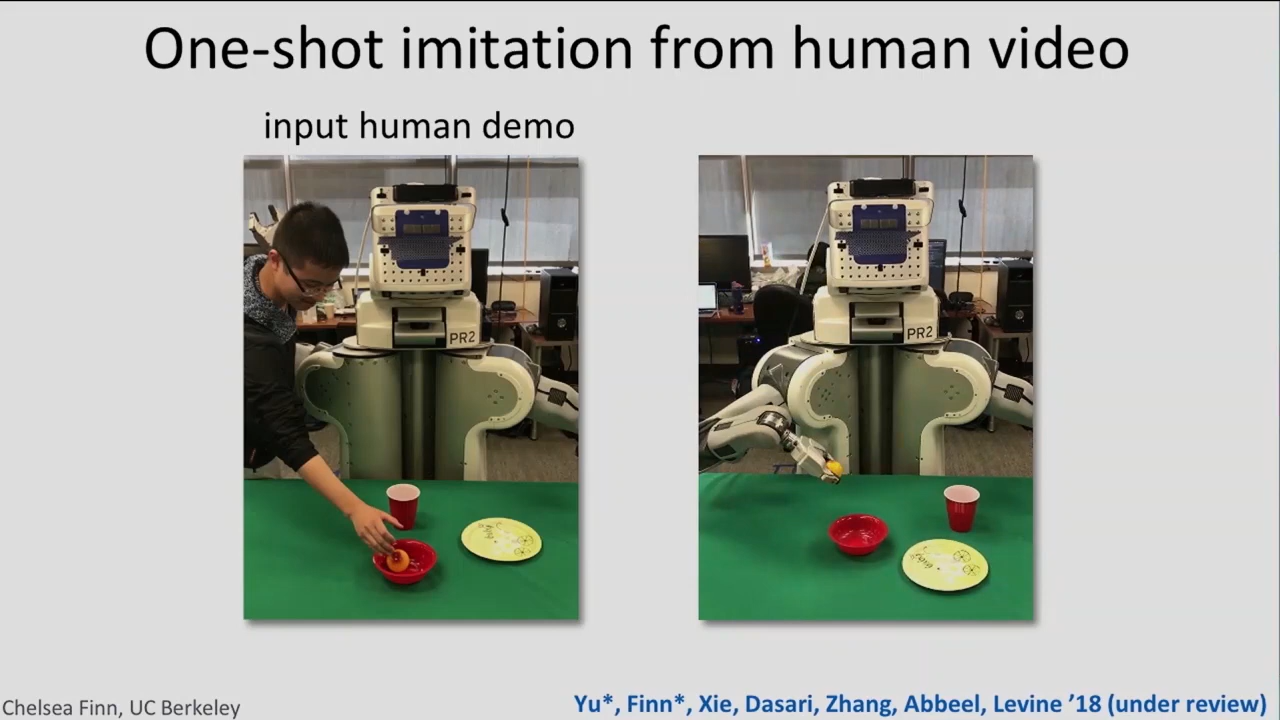 One-shot imitation from human video
input human demo
PR2
PR2
Chelsea Finn, UC Berkeley
Yu*, Finn*, Xie, Dasari, Zhang, Abbeel, Levine ’18 (under review)